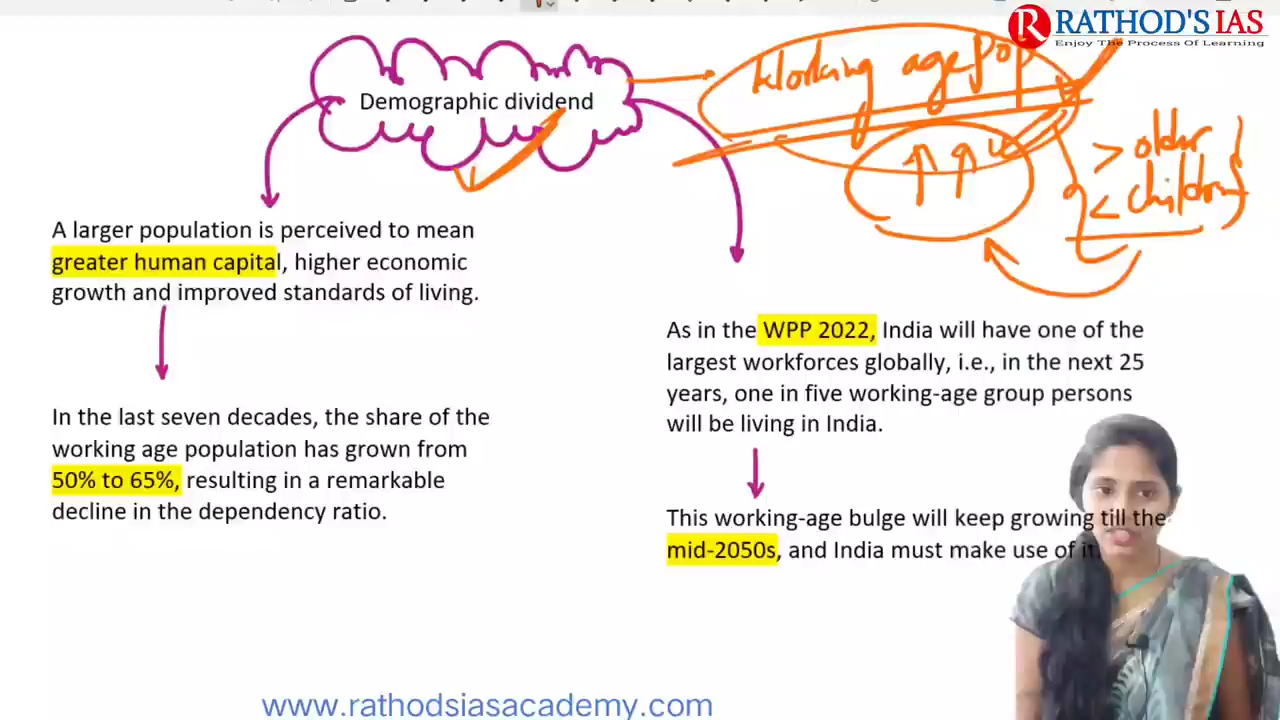 RATHOD'S IAS
Enjoy The Process Of Learning
Demographic dividend
Working age pop
> older
< children
A larger population is perceived to mean
greater human capital, higher economic
growth and improved standards of living.
In the last seven decades, the share of the
working age population has grown from
50% to 65%, resulting in a remarkable
decline in the dependency ratio.
As in the WPP 2022, India will have one of the
largest workforces globally, i.e., in the next 25
years, one in five working-age group persons
will be living in India.
This working-age bulge will keep growing till the
mid-2050s, and India must make use of it.
www.rathodsiasacademy.com